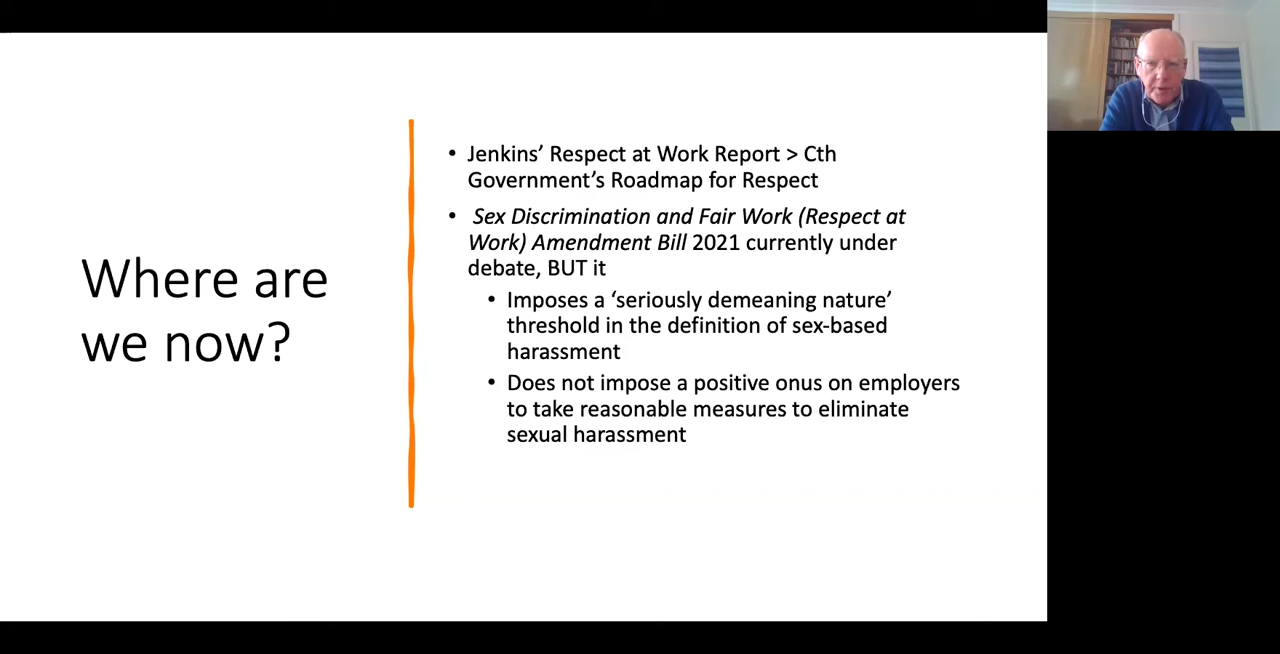 Where are
we now?
• Jenkins’ Respect at Work Report > Cth
Government’s Roadmap for Respect
• Sex Discrimination and Fair Work (Respect at
Work) Amendment Bill 2021 currently under
debate, BUT it
• Imposes a ‘seriously demeaning nature’
threshold in the definition of sex-based
harassment
• Does not impose a positive onus on employers
to take reasonable measures to eliminate
sexual harassment